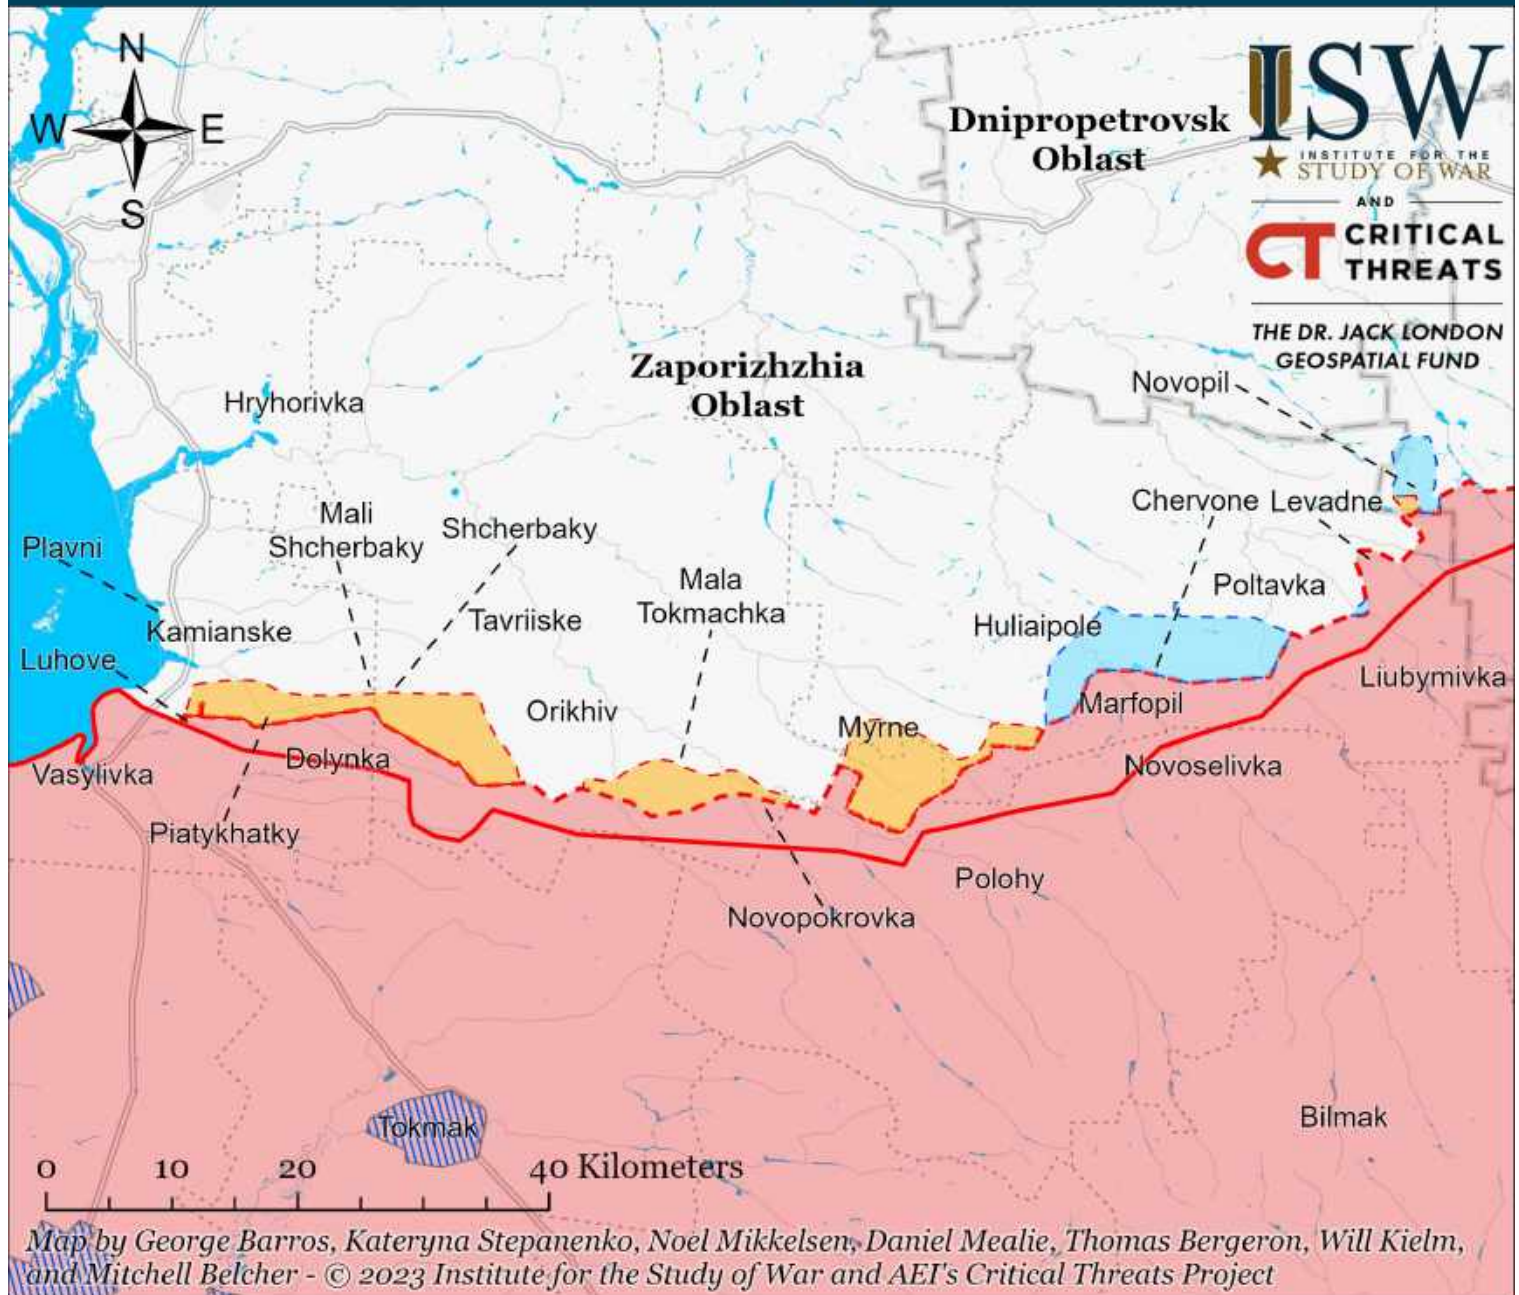 N
W E
S
Dnipropetrovsk
Oblast
ISW
INSTITUTE FOR THE
STUDY OF WAR
AND
CT CRITICAL
THREATS
THE DR. JACK LONDON
GEOSPATIAL FUND
Zaporizhzhia
Oblast
Novopil
Hryhorivka
Mali
Shcherbaky
Shcherbaky
Chervone
Levadne
Plavni
Mala
Tokmachka
Poltavka
Kamianske
Tavriiske
Huliaipole
Luhove
Liubymivka
Orikhiv
Marfopil
Myrne
Dolynka
Vasylivka
Novoselivka
Piatykhatky
Polohy
Novopokrovka
Bilmak
Tokmak
0 10 20 40 Kilometers
Map by George Barros, Kateryna Stepanenko, Noel Mikkelsen, Daniel Mealie, Thomas Bergeron, Will Kielm,
and Mitchell Belcher - © 2023 Institute for the Study of War and AEI's Critical Threats Project